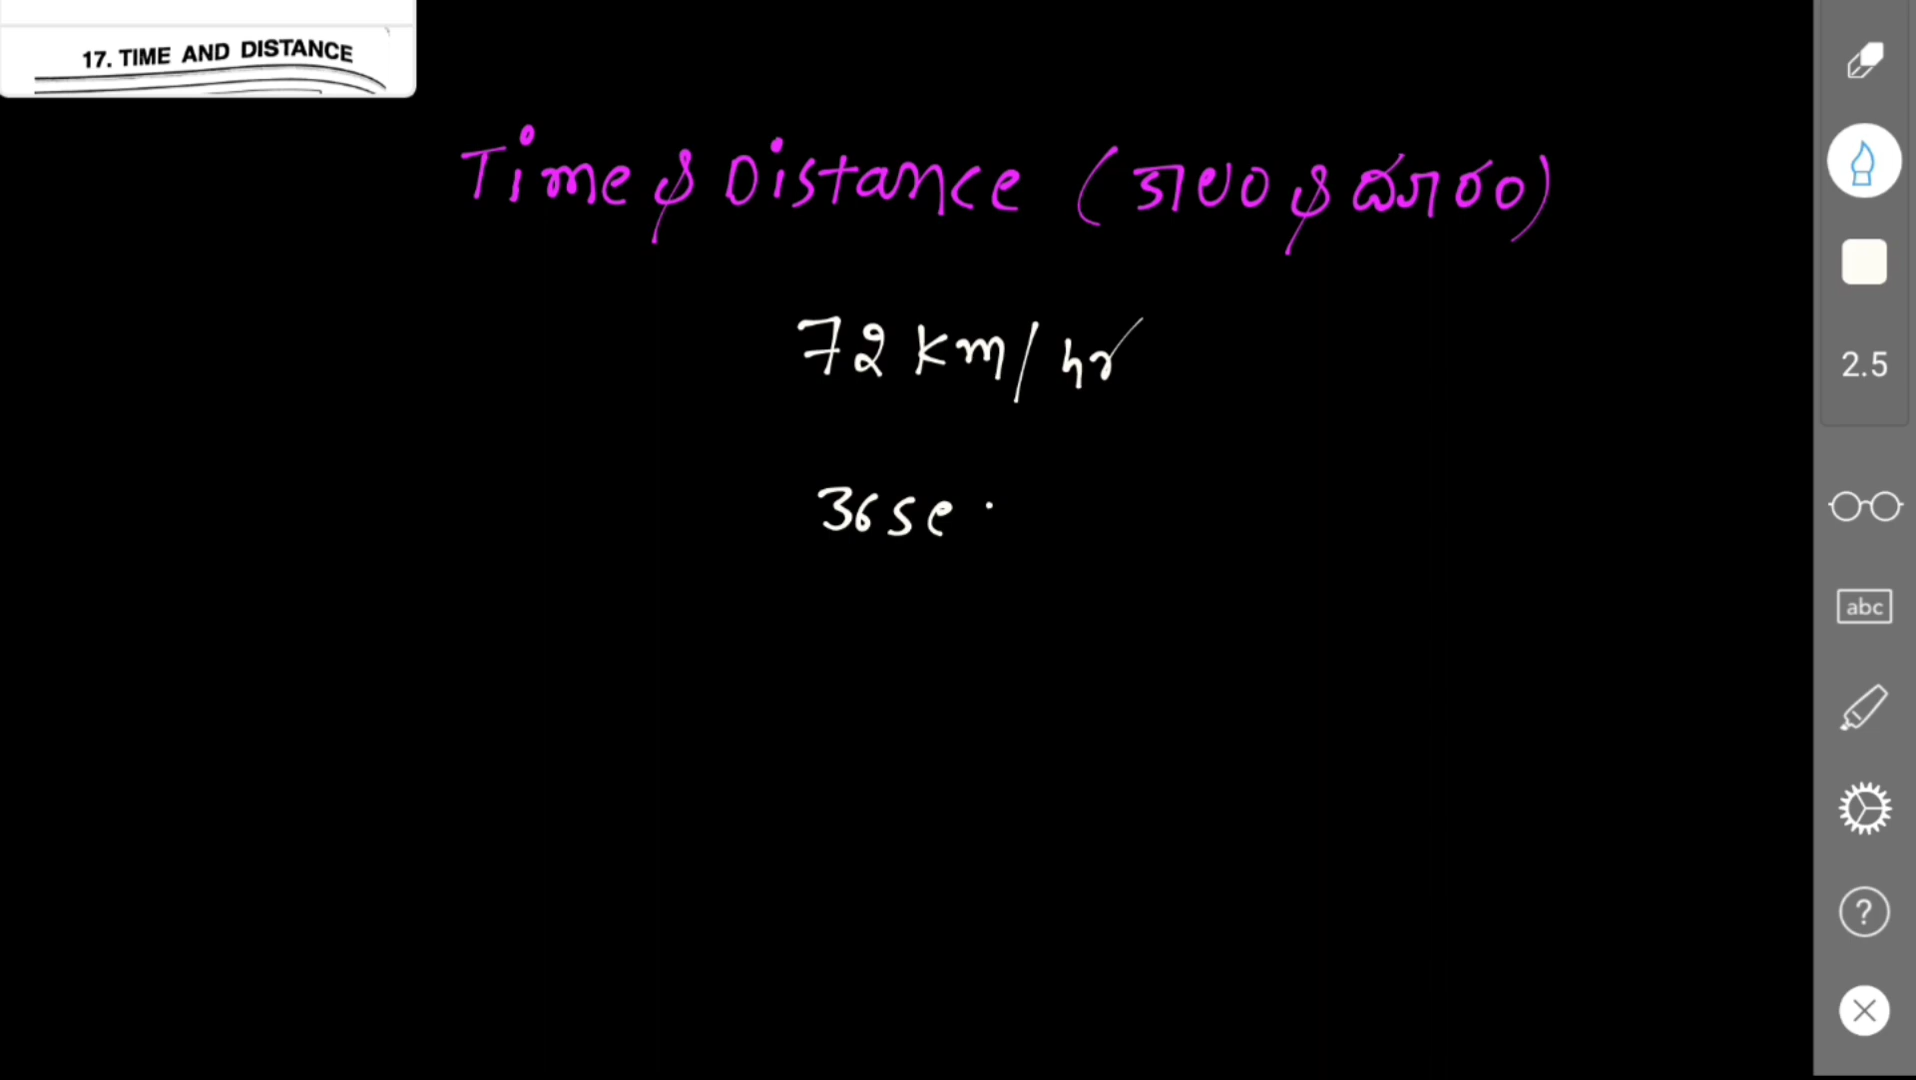 17. TIME AND DISTANCE
Time & Distance (కాలం & దూరం)
72 km/hr
36 se
2.5
abc
?